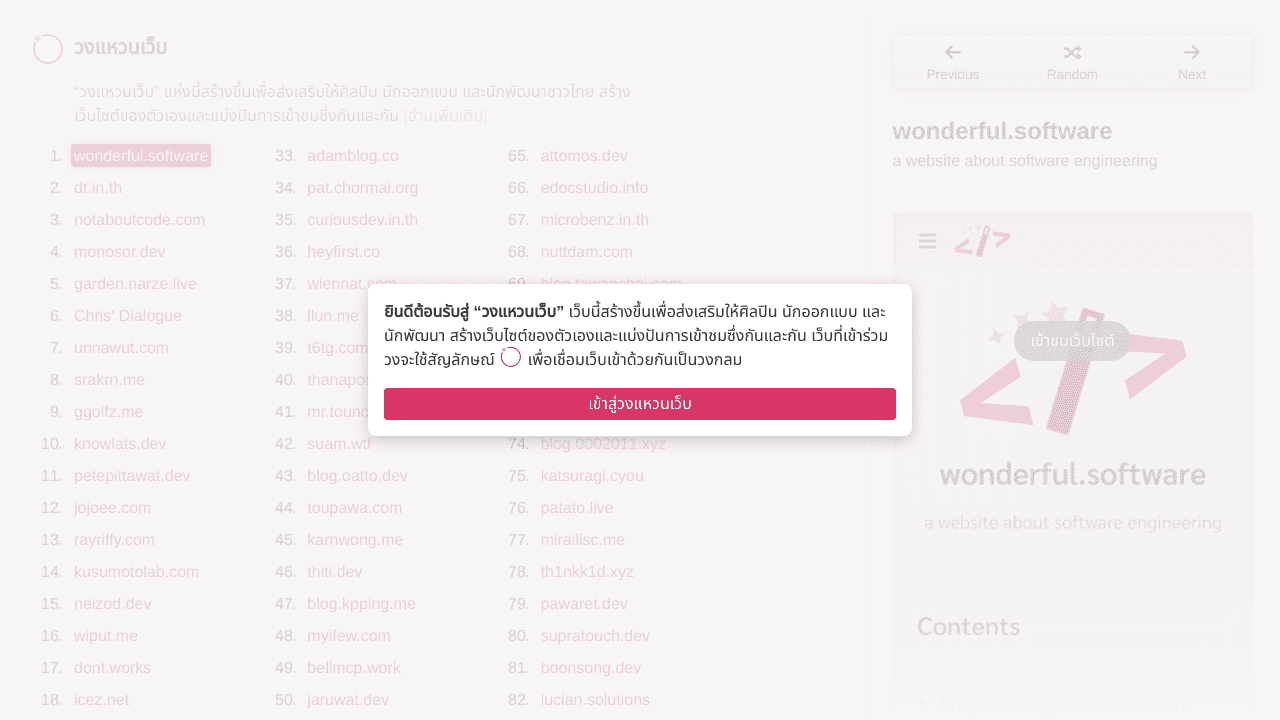 วงแหวนเว็บ
“วงแหวนเว็บ” แห่งนี้สร้างขึ้นเพื่อส่งเสริมให้ศิลปิน นักออกแบบ และนักพัฒนาชาวไทย สร้าง
เว็บไซต์ของตัวเองและแบ่งปันการเข้าชมซึ่งกันและกัน [อ่านเพิ่มเติม]
1. wonderful.software
2. dt.in.th
3. notaboutcode.com
4. monosor.dev
5. garden.narze.live
6. Chris' Dialogue
7. unnawut.com
8. srakrn.me
9. ggolfz.me
10. knowlats.dev
11. petepittawat.dev
12. jojoee.com
13. rayriffy.com
14. kusumotolab.com
15. neizod.dev
16. wiput.me
17. dont.works
18. icez.net
33. adamblog.co
34. pat.chormai.org
35. curiousdev.in.th
36. heyfirst.co
37. wiennat.com
38. llun.me
39. t6tg.com
40.
41.
42. suam.wtf
43. blog.oatto.dev
44. toupawa.com
45. karnwong.me
46. thiti.dev
47. blog.kpping.me
48. myifew.com
49. bellmcp.work
50. jaruwat.dev
65. attomos.dev
66. edocstudio.info
67. microbenz.in.th
68. nuttdam.com
69. blog.tawanchai.com
74. blog.0002011.xyz
75. katsuragi.cyou
76. patato.live
77. mirailisc.me
78. th1nkk1d.xyz
79. pawaret.dev
80. supratouch.dev
81. boonsong.dev
82. lucian.solutions
ยินดีต้อนรับสู่ “วงแหวนเว็บ” เว็บนี้สร้างขึ้นเพื่อส่งเสริมให้ศิลปิน นักออกแบบ และ
นักพัฒนา สร้างเว็บไซต์ของตัวเองและแบ่งปันการเข้าชมซึ่งกันและกัน เว็บที่เข้าร่วม
วงจะใช้สัญลักษณ์ เพื่อเชื่อมเว็บเข้าด้วยกันเป็นวงกลม
เข้าสู่วงแหวนเว็บ
Previous
Random
Next
wonderful.software
a website about software engineering
เข้าชมเว็บไซต์
wonderful.software
a website about software engineering
Contents